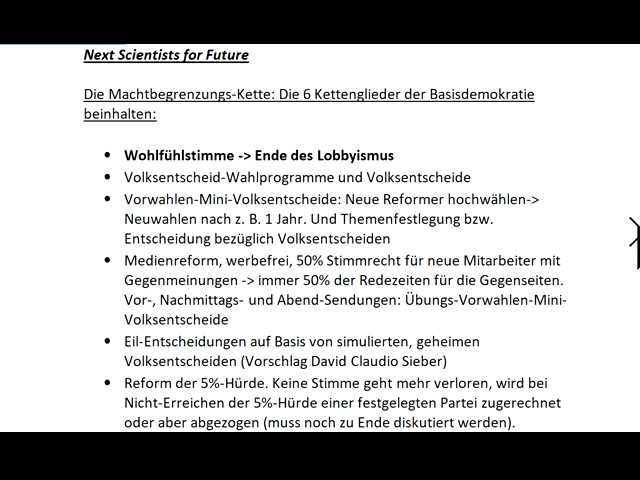 Next Scientists for Future
Die Machtbegrenzungs-Kette: Die 6 Kettenglieder der Basisdemokratie
beinhalten:
• Wohlfühlstimme -> Ende des Lobbyismus
• Volksentscheid-Wahlprogramme und Volksentscheide
• Vorwahlen-Mini-Volksentscheide: Neue Reformer hochwählen->
Neuwahlen nach z. B. 1 Jahr. Und Themenfestlegung bzw.
Entscheidung bezüglich Volksentscheiden
• Medienreform, werbefrei, 50% Stimmrecht für neue Mitarbeiter mit
Gegenmeinungen -> immer 50% der Redezeiten für die Gegenseiten.
Vor-, Nachmittags- und Abend-Sendungen: Übungs-Vorwahlen-Mini-
Volksentscheide
• Eil-Entscheidungen auf Basis von simulierten, geheimen
Volksentscheiden (Vorschlag David Claudio Sieber)
• Reform der 5%-Hürde. Keine Stimme geht mehr verloren, wird bei
Nicht-Erreichen der 5%-Hürde einer festgelegten Partei zugerechnet
oder aber abgezogen (muss noch zu Ende diskutiert werden).